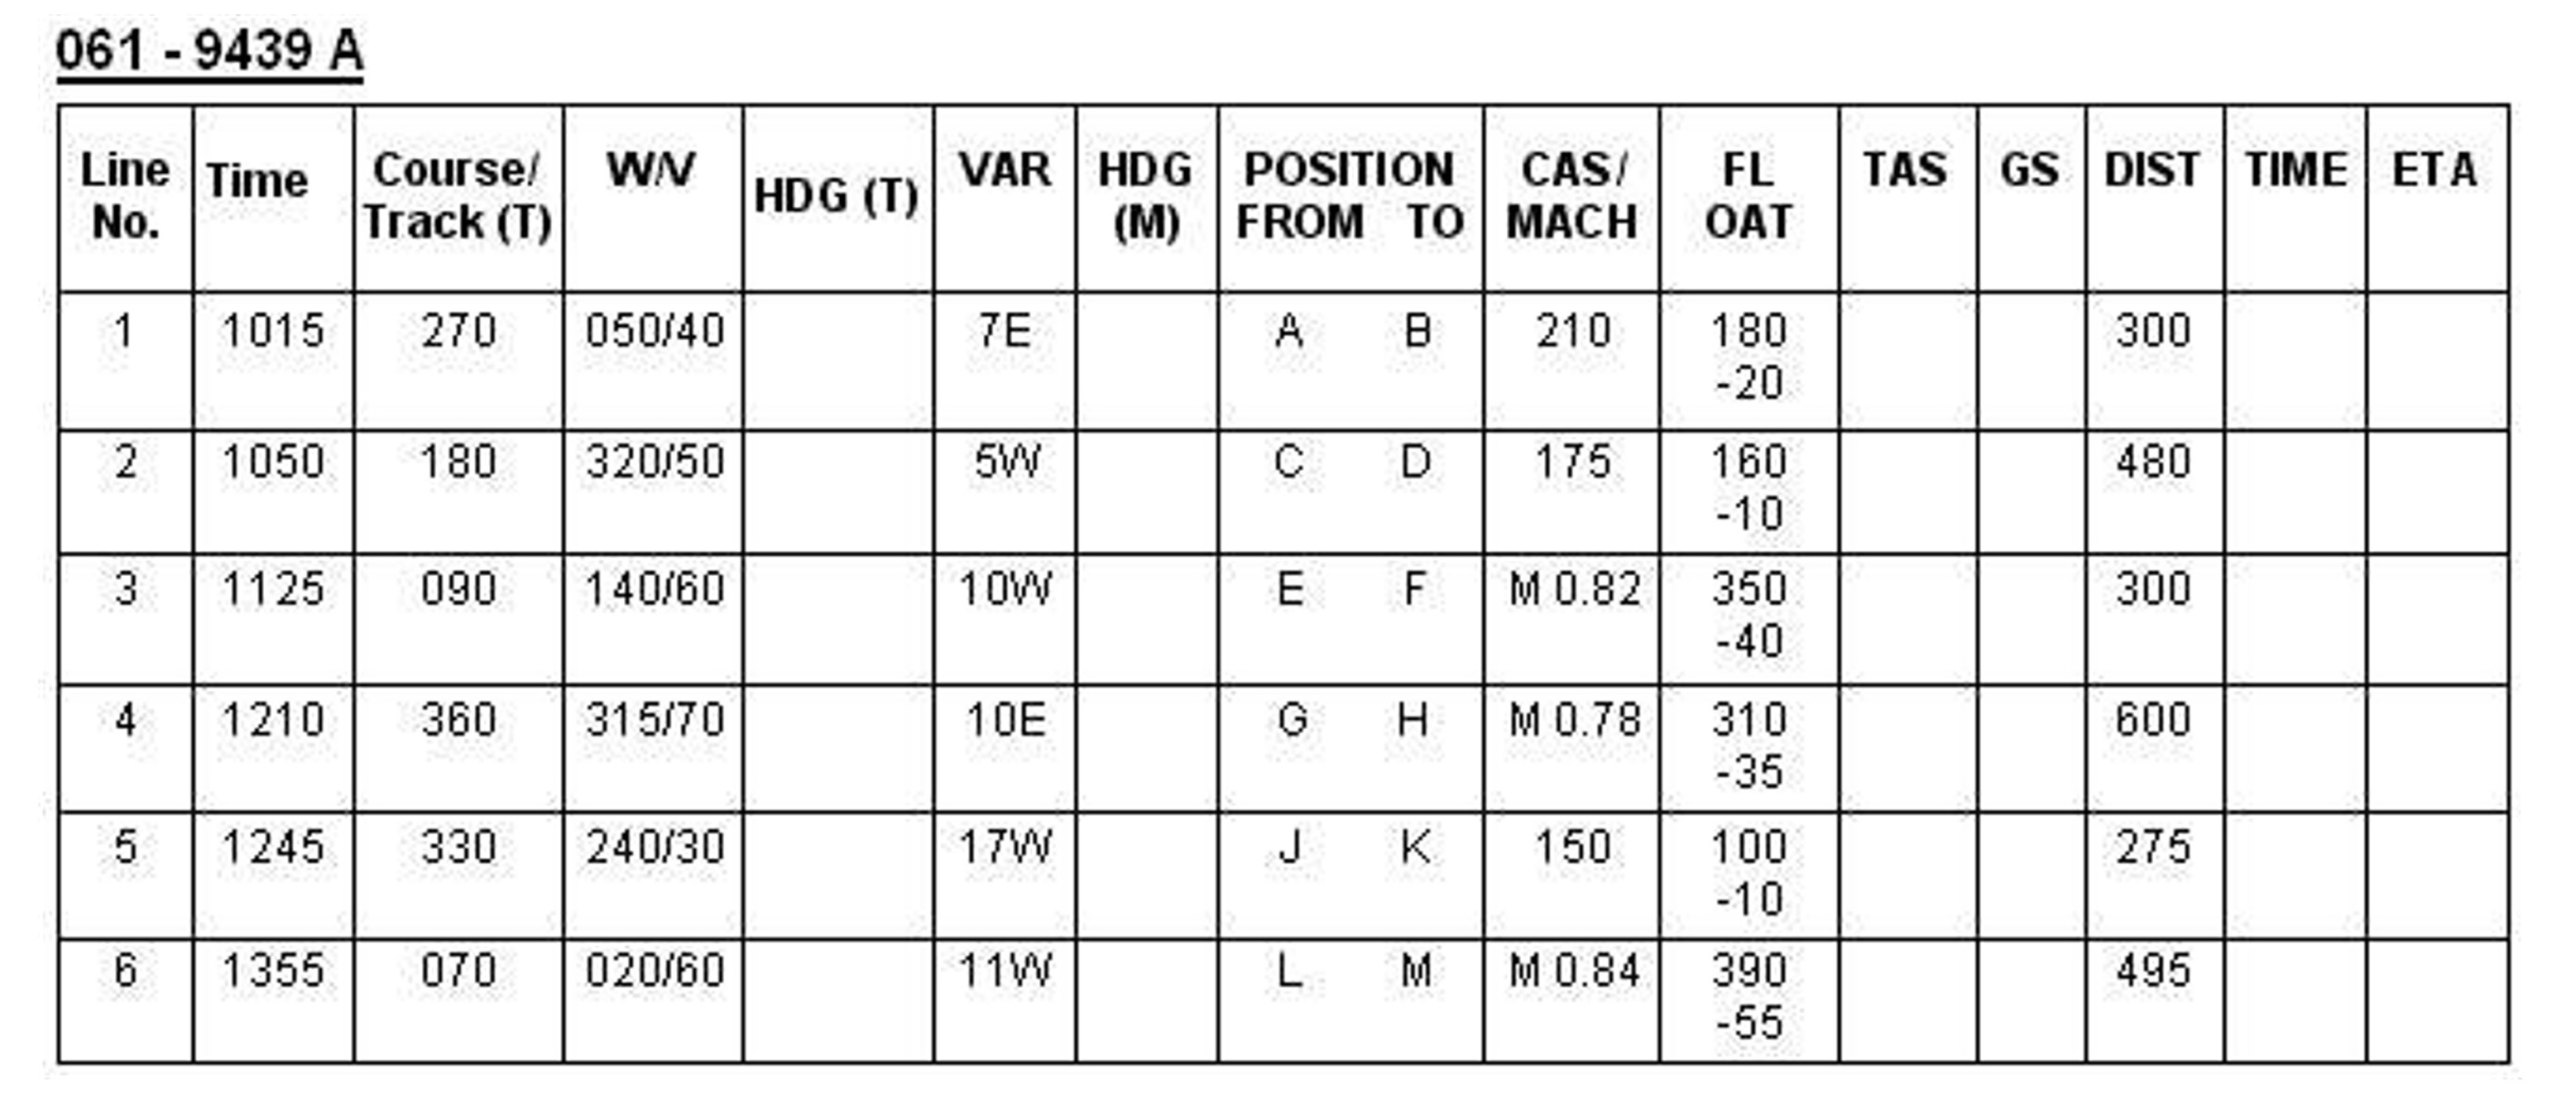 061 - 9439 A
Line No. Time Course/ Track (T) W/V HDG (T) VAR HDG (M) POSITION FROM TO CAS/ MACH FL OAT TAS GS DIST TIME ETA
1 1015 270 050/40 7E A B 210 180 -20 300
2 1050 180 320/50 5W C D 175 160 -10 480
3 1125 090 140/60 10W E F M 0.82 350 -40 300
4 1210 360 315/70 10E G H M 0.78 310 -35 600
5 1245 330 240/30 17W J K 150 100 -10 275
6 1355 070 020/60 11W L M M 0.84 390 -55 495